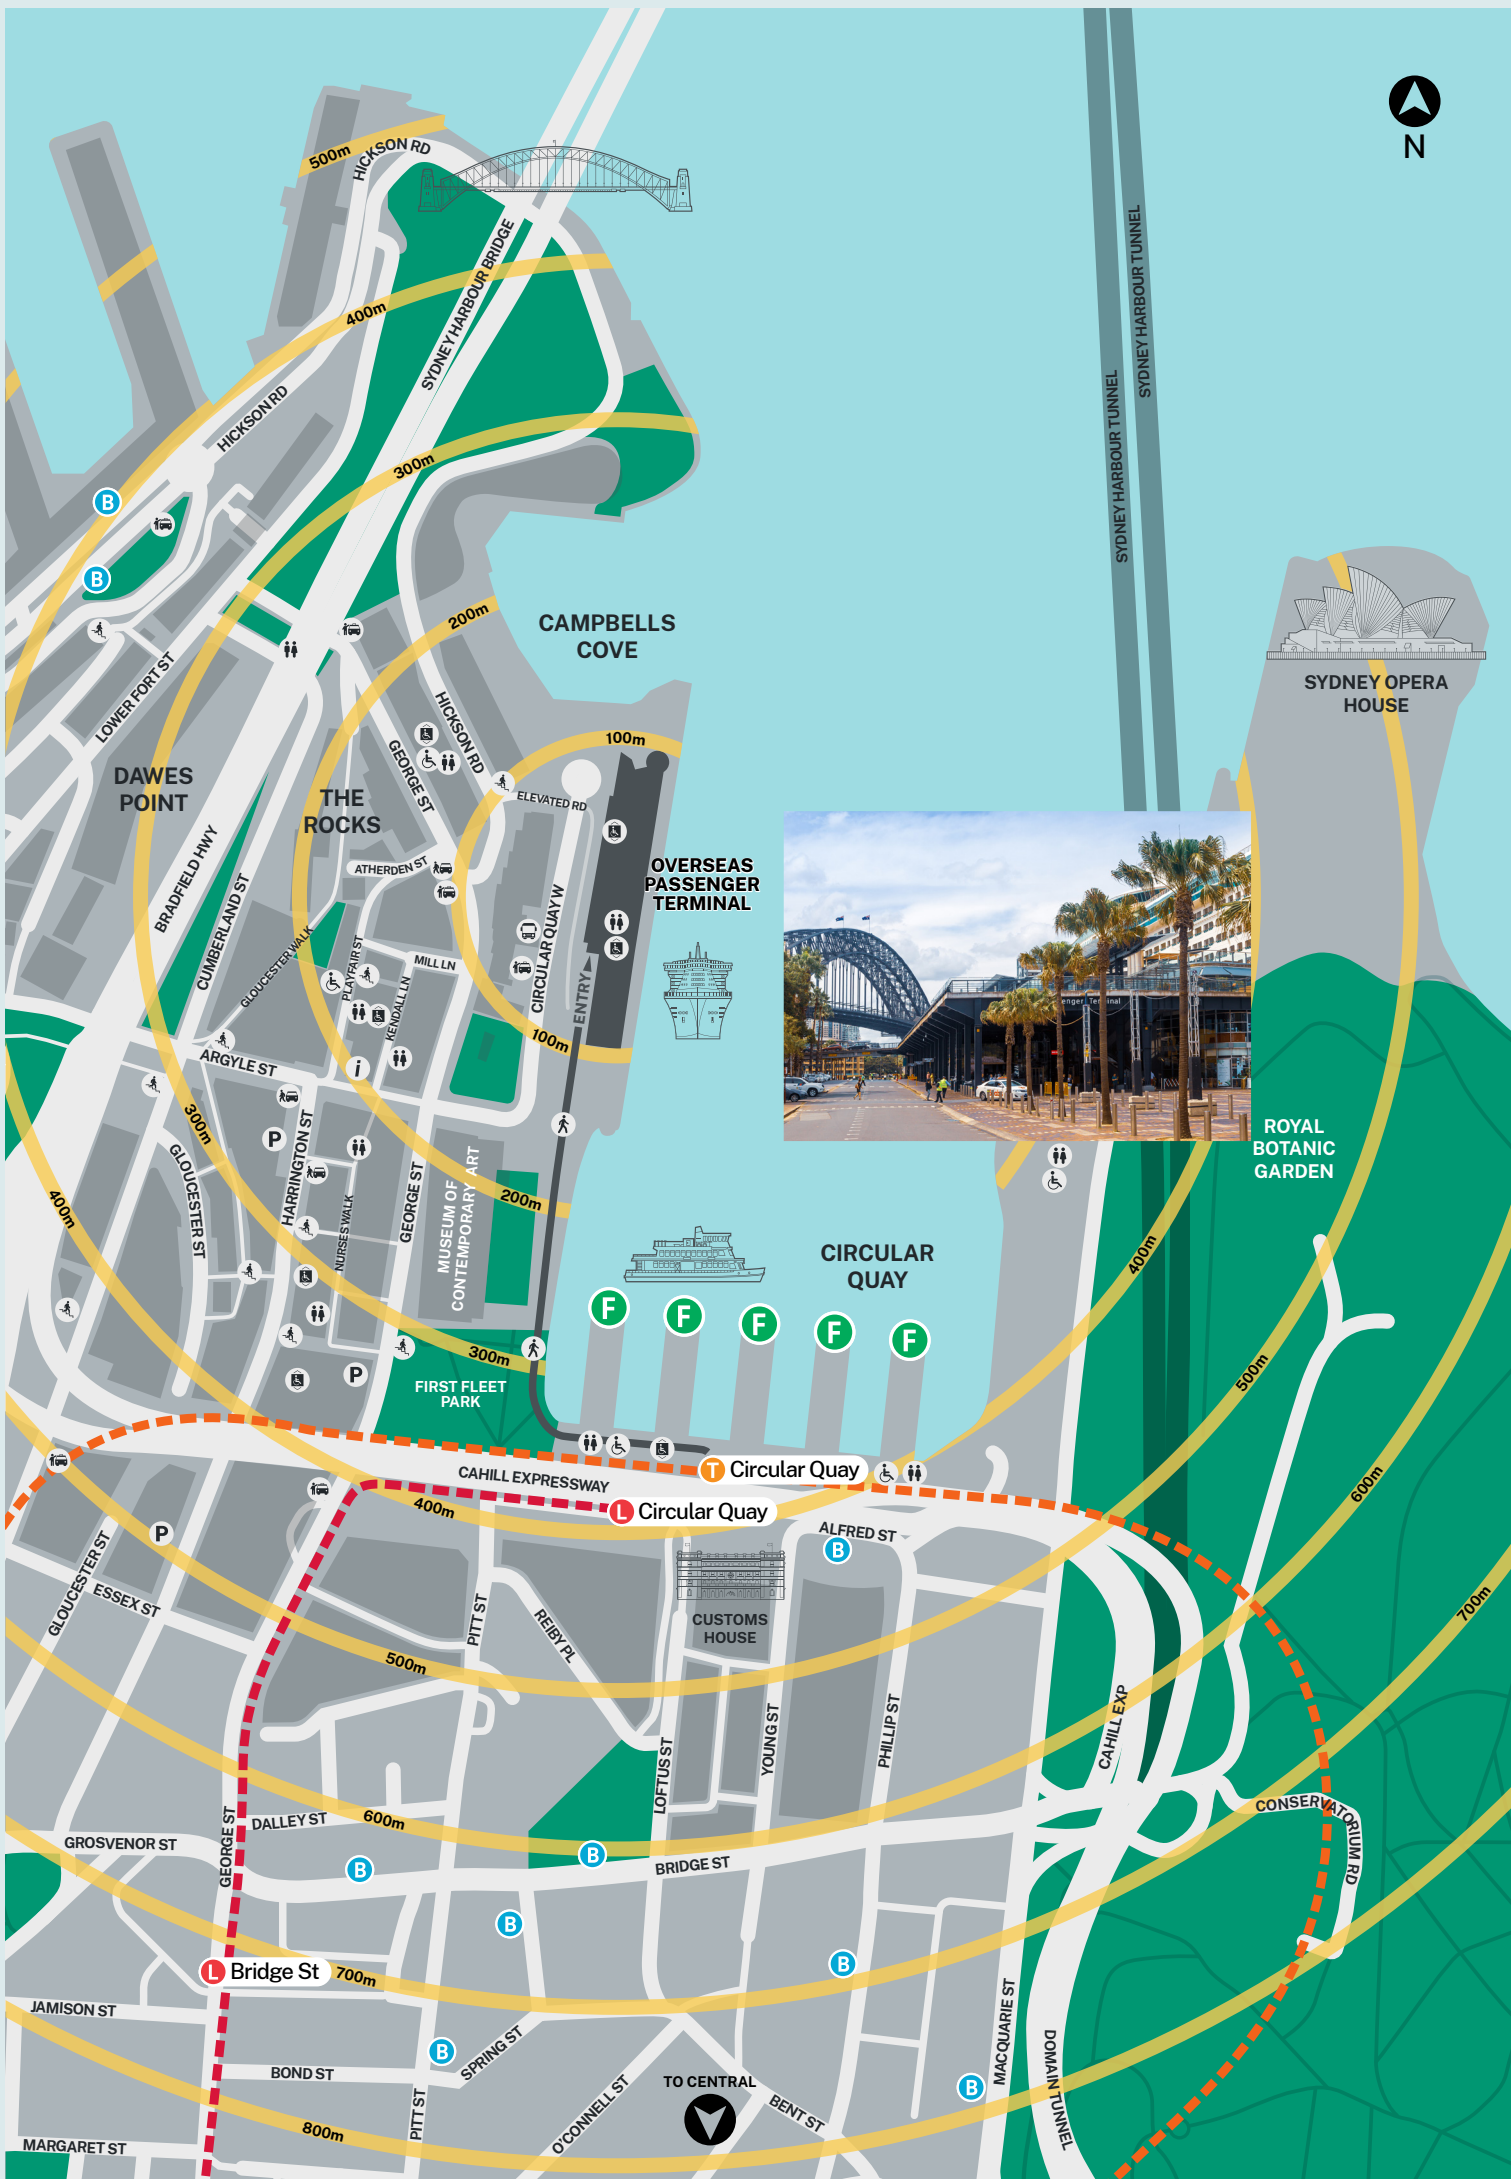 N
500m
HICKSON RD
SYDNEY HARBOUR BRIDGE
SYDNEY HARBOUR TUNNEL
SYDNEY HARBOUR TUNNEL
400m
HICKSON RD
300m
B
B
200m
CAMPBELLS
COVE
LOWER FORT ST
HICKSON RD
GEORGE ST
SYDNEY OPERA
HOUSE
DAWES
POINT
THE
ROCKS
100m
ELEVATED RD
BRADFIELD HWY
CUMBERLAND ST
ATHERDEN ST
OVERSEAS
PASSENGER
TERMINAL
CIRCULAR QUAY W
GLOUCESTER WALK
PLAYFAIR ST
MILL LN
KENDALL LN
ENTRY
100m
enger Terminal
ARGYLE ST
i
300m
P
HARRINGTON ST
GLOUCESTER ST
NURSES WALK
GEORGE ST
MUSEUM OF
CONTEMPORARY ART
200m
400m
ROYAL
BOTANIC
GARDEN
CIRCULAR
QUAY
400m
F
F
F
F
F
300m
P
FIRST FLEET
PARK
500m
T Circular Quay
CAHILL EXPRESSWAY
L Circular Quay
400m
600m
P
ALFRED ST
B
GLOUCESTER ST
ESSEX ST
PITT ST
REIBY PL
CUSTOMS
HOUSE
700m
500m
LOFTUS ST
YOUNG ST
PHILLIP ST
CAHILL EXP
GEORGE ST
DALLEY ST
600m
GROSVENOR ST
B
B
BRIDGE ST
CONSERVATORIUM RD
B
B
L Bridge St
700m
JAMISON ST
MACQUARIE ST
BOND ST
B
SPRING ST
DOMAIN TUNNEL
TO CENTRAL
B
PITT ST
O'CONNELL ST
BENT ST
800m
MARGARET ST